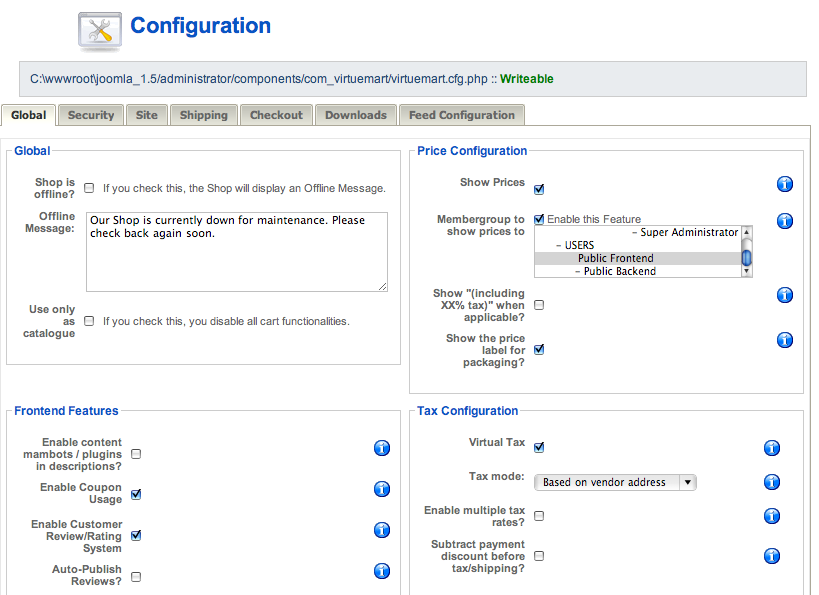 Configuration
C:\wwwroot\joomla_1.5/administrator/components/com_virtuemart/virtuemart.cfg.php :: Writeable
Global Security Site Shipping Checkout Downloads Feed Configuration
Global
Shop is
offline?
If you check this, the Shop will display an Offline Message.
Offline
Message:
Our Shop is currently down for maintenance. Please
check back again soon.
Use only
as
catalogue
If you check this, you disable all cart functionalities.
Price Configuration
Show Prices
Membergroup to
show prices to
Enable this Feature
– Super Administrator
– USERS
Public Frontend
– Public Backend
Show "(including
XX% tax)" when
applicable?
Show the price
label for
packaging?
Frontend Features
Enable content
mambots / plugins
in descriptions?
Enable Coupon
Usage
Enable Customer
Review/Rating
System
Auto-Publish
Reviews?
Tax Configuration
Virtual Tax
Tax mode:
Based on vendor address
Enable multiple tax
rates?
Subtract payment
discount before
tax/shipping?